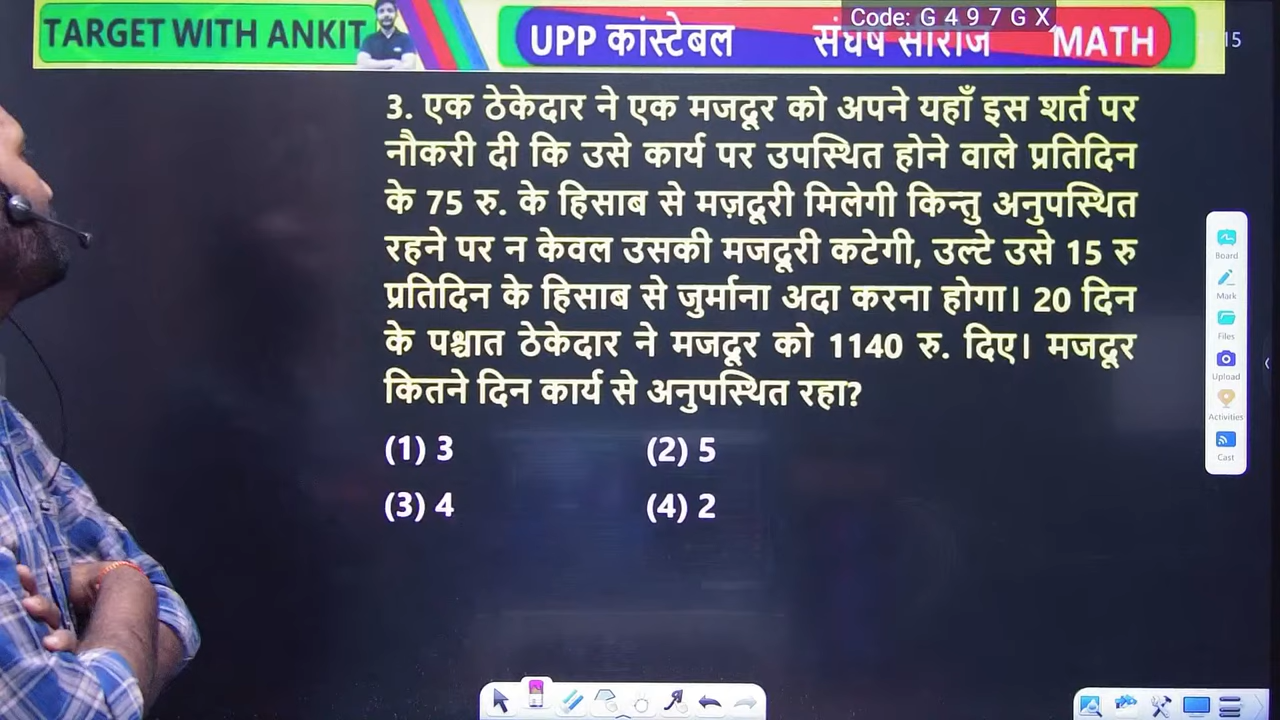 TARGET WITH ANKIT
UPP कांस्टेबल संघर्ष सीरीज MATH
Code: G 4 9 7 G X
15
3. एक ठेकेदार ने एक मजदूर को अपने यहाँ इस शर्त पर
नौकरी दी कि उसे कार्य पर उपस्थित होने वाले प्रतिदिन
के 75 रु. के हिसाब से मज़दूरी मिलेगी किन्तु अनुपस्थित
रहने पर न केवल उसकी मजदूरी कटेगी, उल्टे उसे 15 रु
प्रतिदिन के हिसाब से जुर्माना अदा करना होगा। 20 दिन
के पश्चात ठेकेदार ने मजदूर को 1140 रु. दिए। मजदूर
कितने दिन कार्य से अनुपस्थित रहा?
(1) 3 (2) 5
(3) 4 (4) 2
Board
Mark
Files
Upload
Activities
Cast